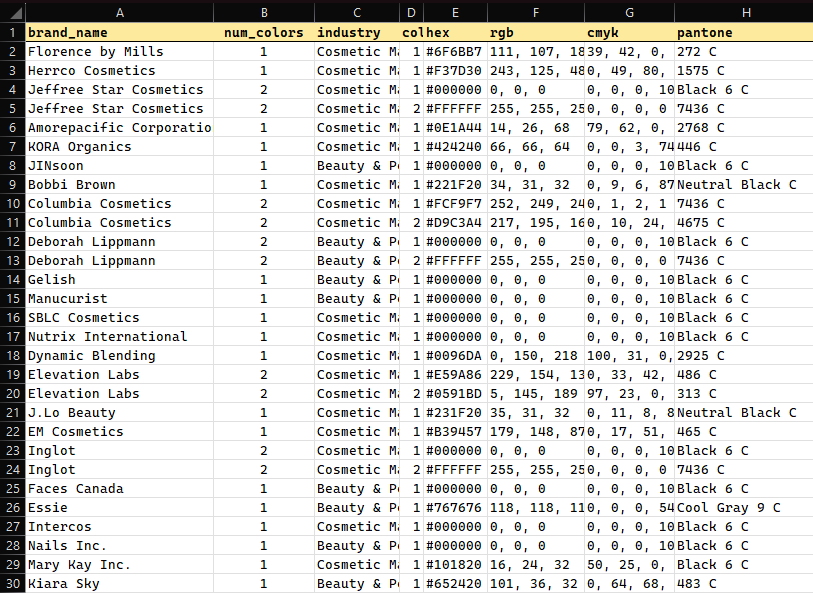 A B C D E F G H
1 brand_name num_colors industry col hex rgb cmyk pantone
2 Florence by Mills 1 Cosmetic Ma 1 #6F6BB7 111, 107, 18 39, 42, 0, 272 C
3 Herrco Cosmetics 1 Cosmetic Ma 1 #F37D30 243, 125, 48 0, 49, 80, 1575 C
4 Jeffree Star Cosmetics 2 Cosmetic Ma 1 #000000 0, 0, 0 0, 0, 0, 10 Black 6 C
5 Jeffree Star Cosmetics 2 Cosmetic Ma 2 #FFFFFF 255, 255, 25 0, 0, 0, 0 7436 C
6 Amorepacific Corporatio 1 Cosmetic Ma 1 #0E1A44 14, 26, 68 79, 62, 0, 2768 C
7 KORA Organics 1 Cosmetic Ma 1 #424240 66, 66, 64 0, 0, 3, 74 446 C
8 JINsoon 1 Beauty & Pe 1 #000000 0, 0, 0 0, 0, 0, 10 Black 6 C
9 Bobbi Brown 1 Cosmetic Ma 1 #221F20 34, 31, 32 0, 9, 6, 87 Neutral Black C
10 Columbia Cosmetics 2 Cosmetic Ma 1 #FCF9F7 252, 249, 24 0, 1, 2, 1 7436 C
11 Columbia Cosmetics 2 Cosmetic Ma 2 #D9C3A4 217, 195, 16 0, 10, 24, 4675 C
12 Deborah Lippmann 2 Beauty & Pe 1 #000000 0, 0, 0 0, 0, 0, 10 Black 6 C
13 Deborah Lippmann 2 Beauty & Pe 2 #FFFFFF 255, 255, 25 0, 0, 0, 0 7436 C
14 Gelish 1 Beauty & Pe 1 #000000 0, 0, 0 0, 0, 0, 10 Black 6 C
15 Manucurist 1 Beauty & Pe 1 #000000 0, 0, 0 0, 0, 0, 10 Black 6 C
16 SBLC Cosmetics 1 Cosmetic Ma 1 #000000 0, 0, 0 0, 0, 0, 10 Black 6 C
17 Nutrix International 1 Cosmetic Ma 1 #000000 0, 0, 0 0, 0, 0, 10 Black 6 C
18 Dynamic Blending 1 Cosmetic Ma 1 #0096DA 0, 150, 218 100, 31, 0, 2925 C
19 Elevation Labs 2 Cosmetic Ma 1 #E59A86 229, 154, 13 0, 33, 42, 486 C
20 Elevation Labs 2 Cosmetic Ma 2 #0591BD 5, 145, 189 97, 23, 0, 313 C
21 J.Lo Beauty 1 Cosmetic Ma 1 #231F20 35, 31, 32 0, 11, 8, 8 Neutral Black C
22 EM Cosmetics 1 Cosmetic Ma 1 #B39457 179, 148, 87 0, 17, 51, 465 C
23 Inglot 2 Cosmetic Ma 1 #000000 0, 0, 0 0, 0, 0, 10 Black 6 C
24 Inglot 2 Cosmetic Ma 2 #FFFFFF 255, 255, 25 0, 0, 0, 0 7436 C
25 Faces Canada 1 Beauty & Pe 1 #000000 0, 0, 0 0, 0, 0, 10 Black 6 C
26 Essie 1 Beauty & Pe 1 #767676 118, 118, 11 0, 0, 0, 54 Cool Gray 9 C
27 Intercos 1 Cosmetic Ma 1 #000000 0, 0, 0 0, 0, 0, 10 Black 6 C
28 Nails Inc. 1 Beauty & Pe 1 #000000 0, 0, 0 0, 0, 0, 10 Black 6 C
29 Mary Kay Inc. 1 Cosmetic Ma 1 #101820 16, 24, 32 50, 25, 0, Black 6 C
30 Kiara Sky 1 Beauty & Pe 1 #652420 101, 36, 32 0, 64, 68, 483 C